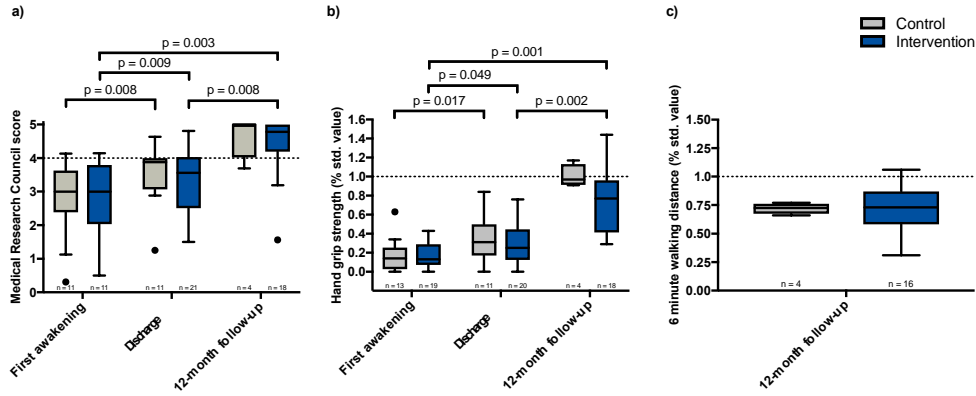 a)
p = 0.003
p = 0.009
p = 0.008
p = 0.008
Medical Research Council score
5
4
3
2
1
0
n = 11
n = 11
n = 11
n = 21
n = 4
n = 18
First awakening
Discharge
12-month follow-up
b)
p = 0.001
p = 0.049
p = 0.017
p = 0.002
Hand grip strength (% std. value)
1.6
1.4
1.2
1.0
0.8
0.6
0.4
0.2
0.0
n = 13
n = 19
n = 11
n = 20
n = 4
n = 18
First awakening
Discharge
12-month follow-up
c)
Control
Intervention
6 minute walking distance (% std. value)
1.50
1.25
1.00
0.75
0.50
0.25
0.00
n = 4
n = 16
12-month follow-up